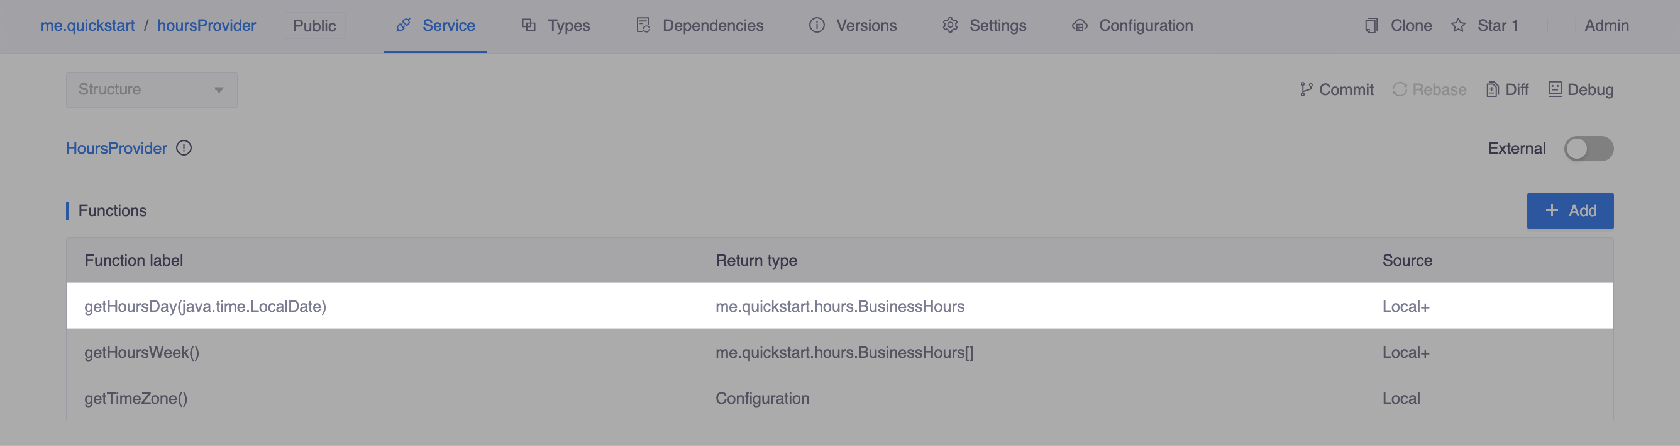 me.quickstart / hoursProvider Public Service Types Dependencies Versions Settings Configuration Clone Star 1 Admin
Structure Commit Rebase Diff Debug
HoursProvider External
Functions + Add
Function label Return type Source
getHoursDay(java.time.LocalDate) me.quickstart.hours.BusinessHours Local+
getHoursWeek() me.quickstart.hours.BusinessHours[] Local+
getTimeZone() Configuration Local